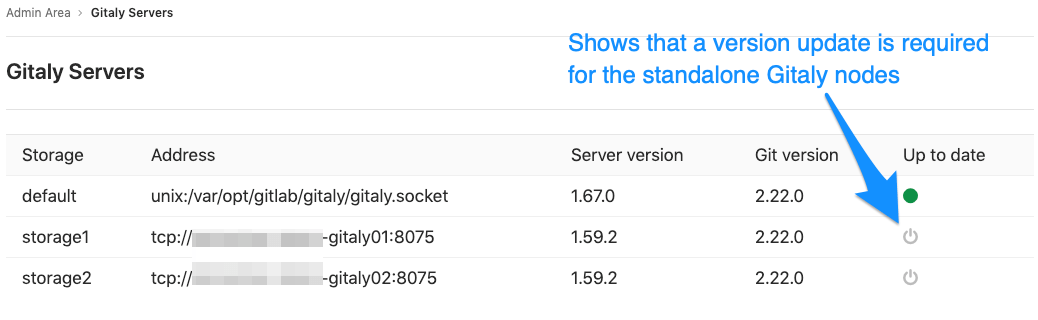 Admin Area > Gitaly Servers
Shows that a version update is required
for the standalone Gitaly nodes
Gitaly Servers
Storage Address Server version Git version Up to date
default unix:/var/opt/gitlab/gitaly/gitaly.socket 1.67.0 2.22.0
storage1 tcp:// -gitaly01:8075 1.59.2 2.22.0
storage2 tcp:// -gitaly02:8075 1.59.2 2.22.0